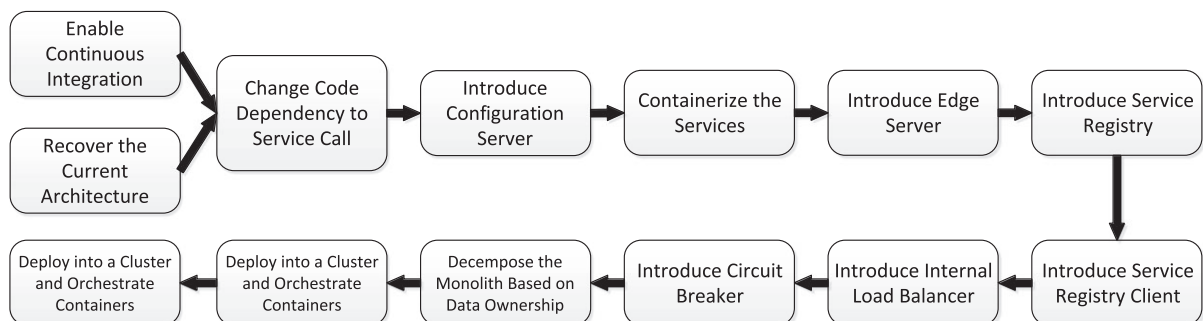 Enable
Continuous
Integration
Recover the
Current
Architecture
Change Code
Dependency to
Service Call
Introduce
Configuration
Server
Containerize the
Services
Introduce Edge
Server
Introduce Service
Registry
Introduce Service
Registry Client
Introduce Internal
Load Balancer
Introduce Circuit
Breaker
Decompose the
Monolith Based on
Data Ownership
Deploy into a Cluster
and Orchestrate
Containers
Deploy into a Cluster
and Orchestrate
Containers